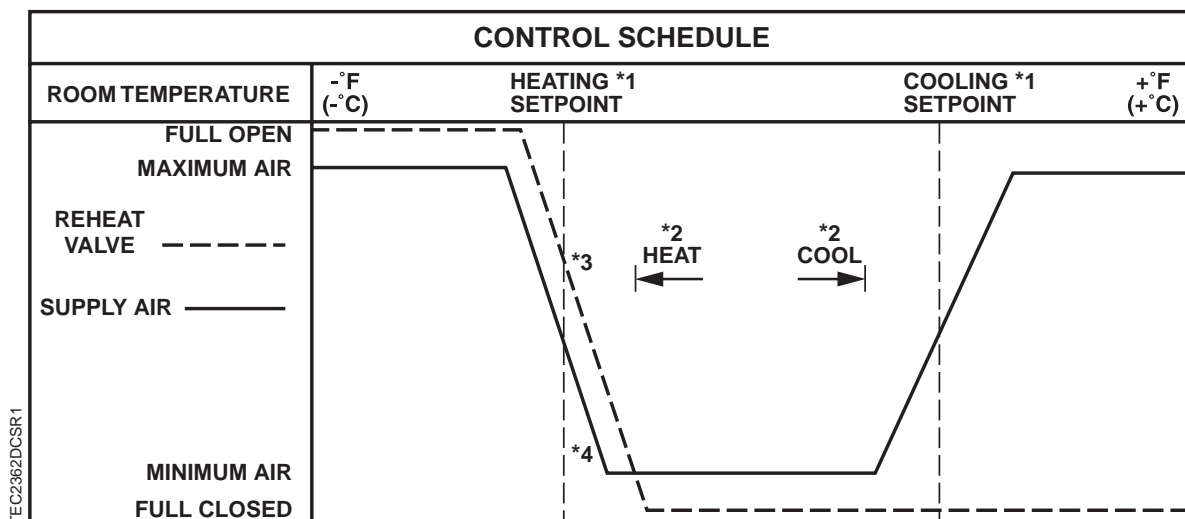 CONTROL SCHEDULE
ROOM TEMPERATURE
-°F
(-°C)
HEATING *1
SETPOINT
COOLING *1
SETPOINT
+°F
(+°C)
FULL OPEN
MAXIMUM AIR
REHEAT
VALVE
SUPPLY AIR
MINIMUM AIR
FULL CLOSED
*3
*2
HEAT
*2
COOL
*4
TEC2362DCSR1